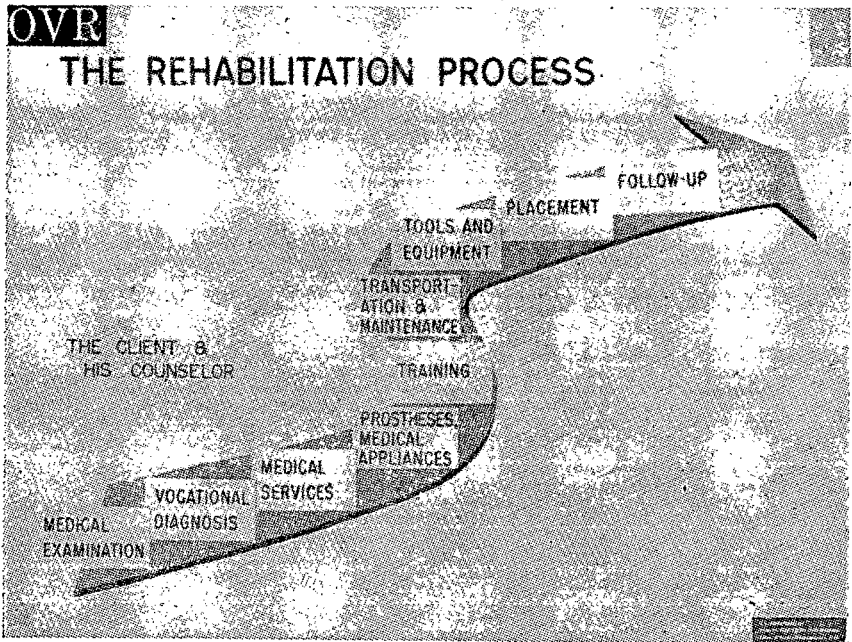 OVR
THE REHABILITATION PROCESS
FOLLOW-UP
PLACEMENT
TOOLS AND
EQUIPMENT
TRANSPORT-
ATION &
MAINTENANCE
THE CLIENT &
HIS COUNSELOR
TRAINING
PROSTHESES,
MEDICAL
APPLIANCES
MEDICAL
SERVICES
VOCATIONAL
DIAGNOSIS
MEDICAL
EXAMINATION